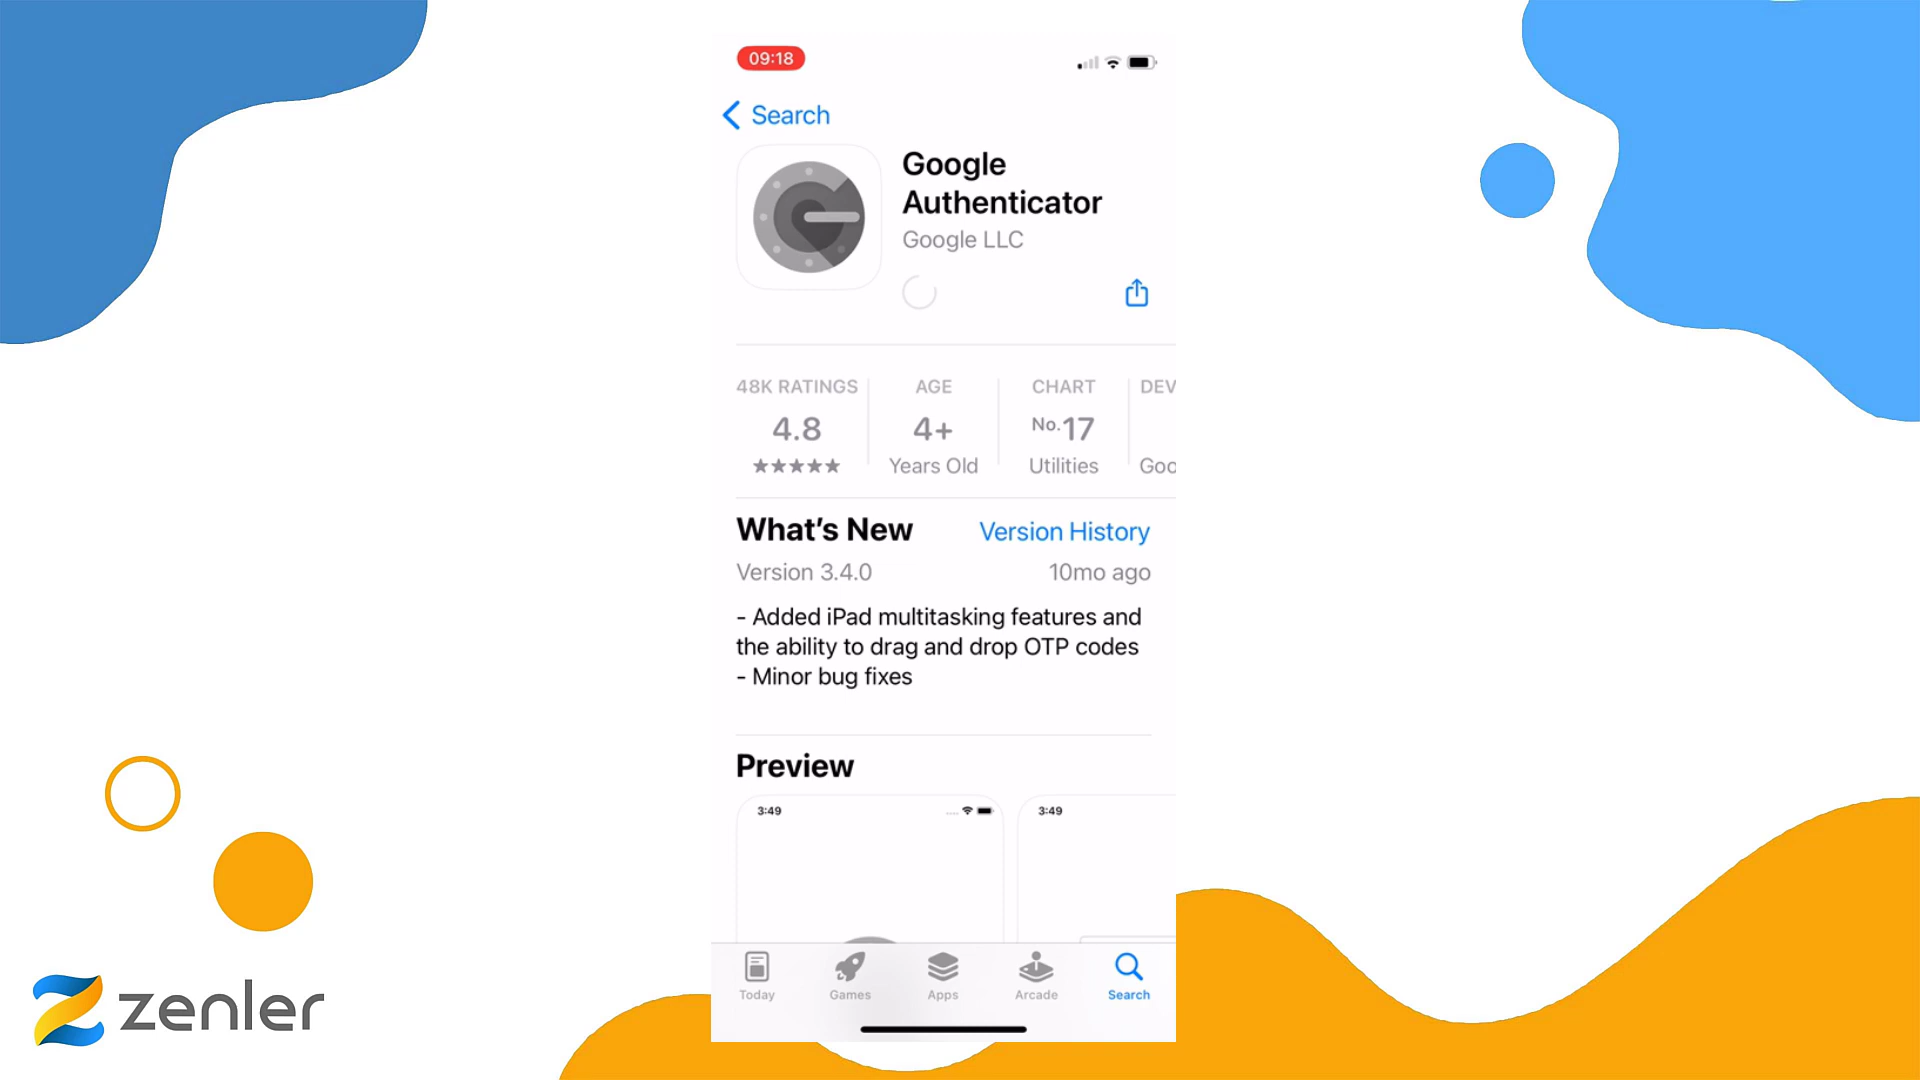 09:18
Search
Google
Authenticator
Google LLC
48K RATINGS
4.8
★★★★★
AGE
4+
Years Old
CHART
No.17
Utilities
DEV
Goo
What's New
Version History
Version 3.4.0
10mo ago
- Added iPad multitasking features and
the ability to drag and drop OTP codes
- Minor bug fixes
Preview
3:49
3:49
Today
Games
Apps
Arcade
Search
zenler